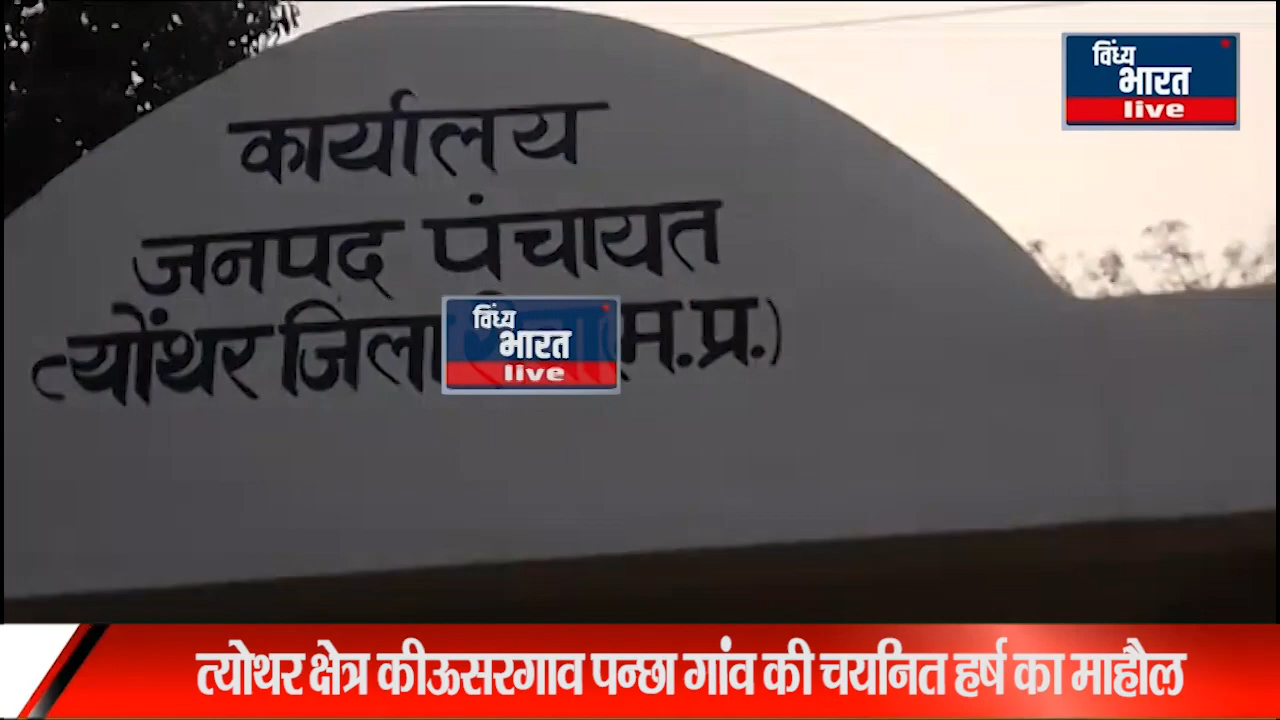 कार्यालय
जनपद पंचायत
त्योंथर जिला (म.प्र.)
विंध्य
भारत
live
विंध्य
भारत
live
त्योथर क्षेत्र कीऊसरगाव पन्छा गांव की चयनित हर्ष का माहौल